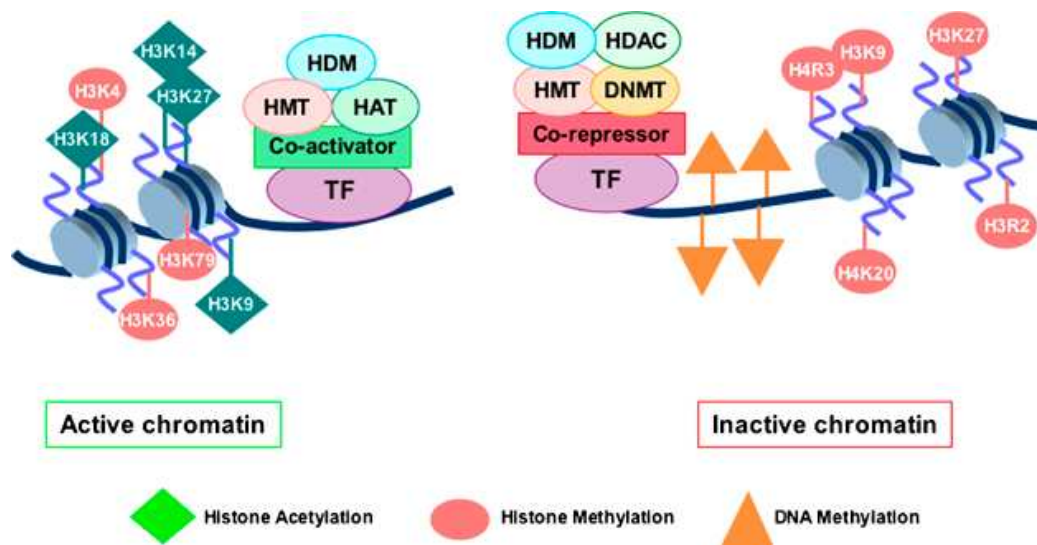 H3K14
H3K4
H3K27
H3K18
HDM
HMT
HAT
Co-activator
TF
H3K79
H3K9
H3K36
HDM
HDAC
HMT
DNMT
Co-repressor
TF
H4R3
H3K9
H3K27
H3R2
H4K20
Active chromatin
Inactive chromatin
Histone Acetylation
Histone Methylation
DNA Methylation